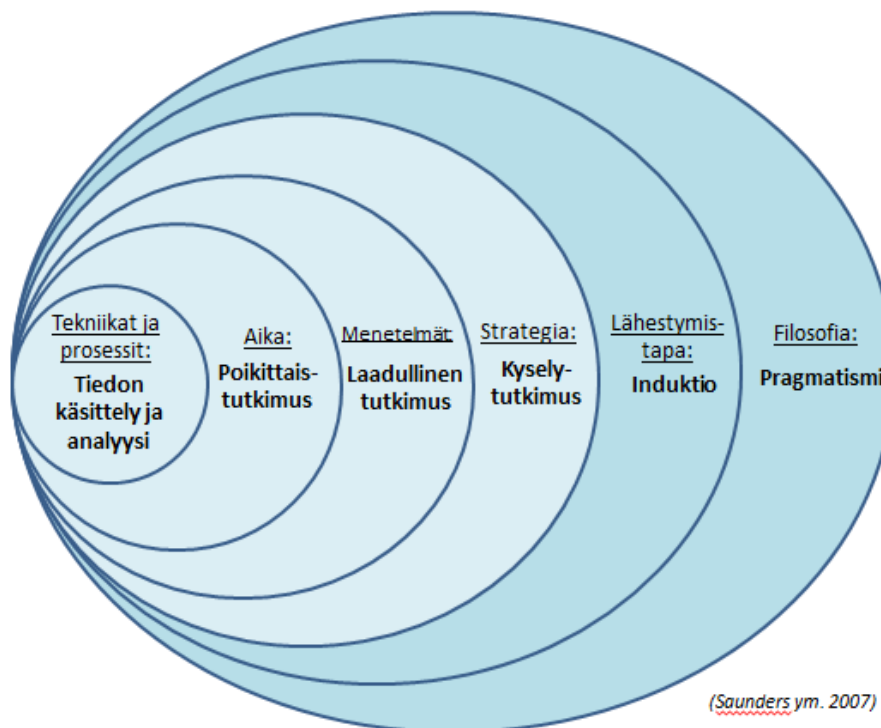 Tekniikat ja
prosessit:
Tiedon
käsittely ja
analyysi
Aika:
Poikittais-
tutkimus
Menetelmät:
Laadullinen
tutkimus
Strategia:
Kysely-
tutkimus
Lähestymis-
tapa:
Induktio
Filosofia:
Pragmatismi
(Saunders ym. 2007)